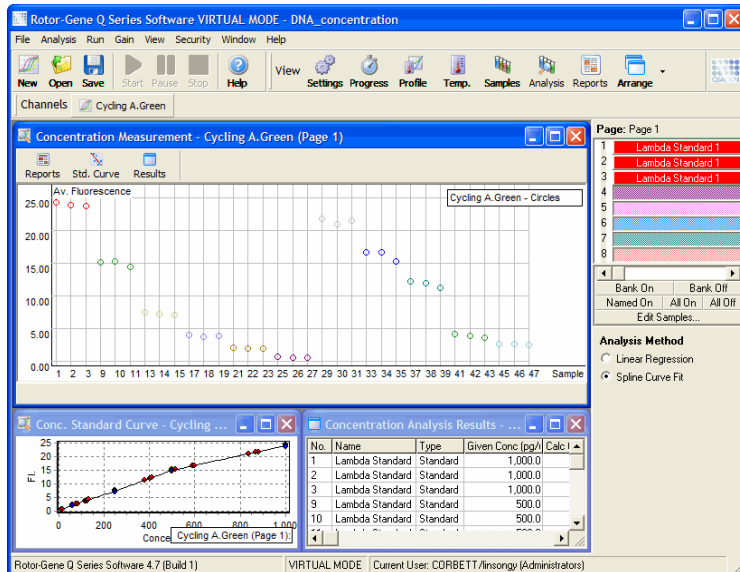 Rotor-Gene Q Series Software VIRTUAL MODE - DNA_concentration
File Analysis Run Gain View Security Window Help
New Open Save Start Pause Stop Help View Settings Progress Profile Temp. Samples Analysis Reports Arrange
Channels Cycling A.Green
Concentration Measurement - Cycling A.Green (Page 1)
Reports Std. Curve Results
Av. Fluorescence
Cycling A.Green - Circles
25.00
20.00
15.00
10.00
5.00
0.00
1 2 3 9 10 11 13 14 15 17 18 19 21 22 23 25 26 27 29 30 31 33 34 35 37 38 39 41 42 43 45 46 47 Sample
Page: Page 1
1 Lambda Standard 1
2 Lambda Standard 1
3 Lambda Standard 1
4
5
6
7
8
Bank On Bank Off
Named On All On All Off
Edit Samples...
Analysis Method
Linear Regression
Spline Curve Fit
Conc. Standard Curve - Cycling ...
25
20
15
10
5
0
Fl.
0 200 400 600 800 1,000
Conce
Cycling A.Green (Page 1):
Concentration Analysis Results - ...
No. Name Type Given Conc (pg/ Calc
1 Lambda Standard Standard 1,000.0
2 Lambda Standard Standard 1,000.0
3 Lambda Standard Standard 1,000.0
9 Lambda Standard Standard 500.0
10 Lambda Standard Standard 500.0
Rotor-Gene Q Series Software 4.7 (Build 1) VIRTUAL MODE Current User: CORBETT/linsongy (Administrators)